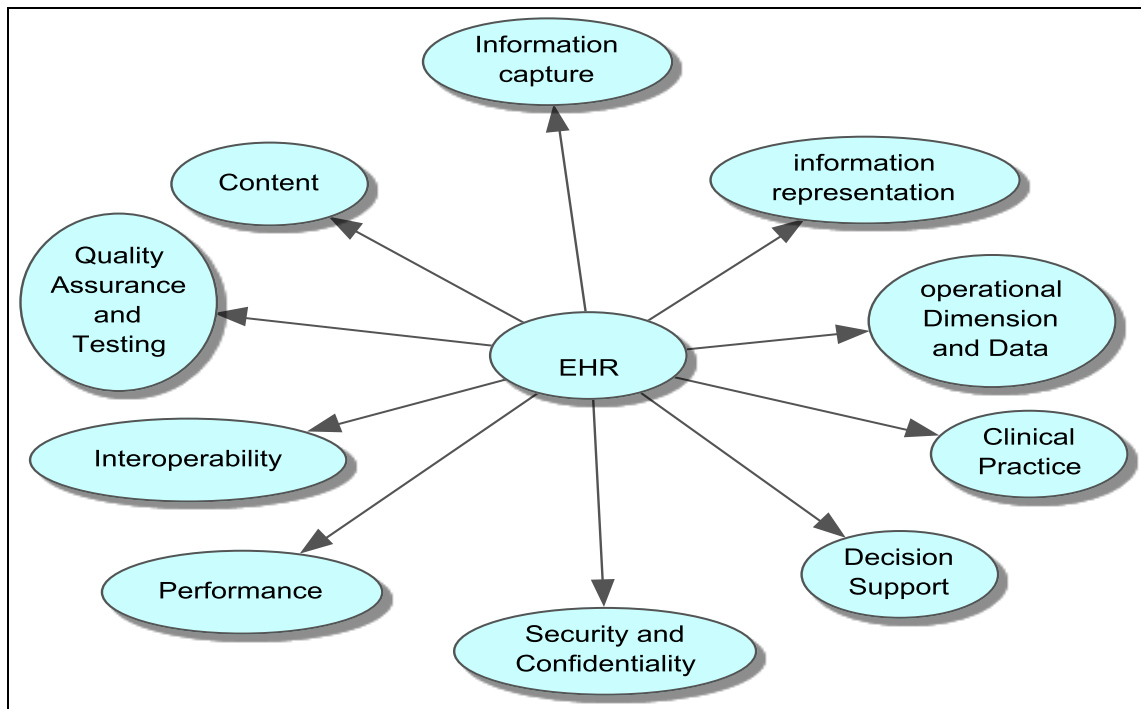 Information
capture
Content
information
representation
Quality
Assurance
and
Testing
operational
Dimension
and Data
EHR
Interoperability
Clinical
Practice
Performance
Decision
Support
Security and
Confidentiality